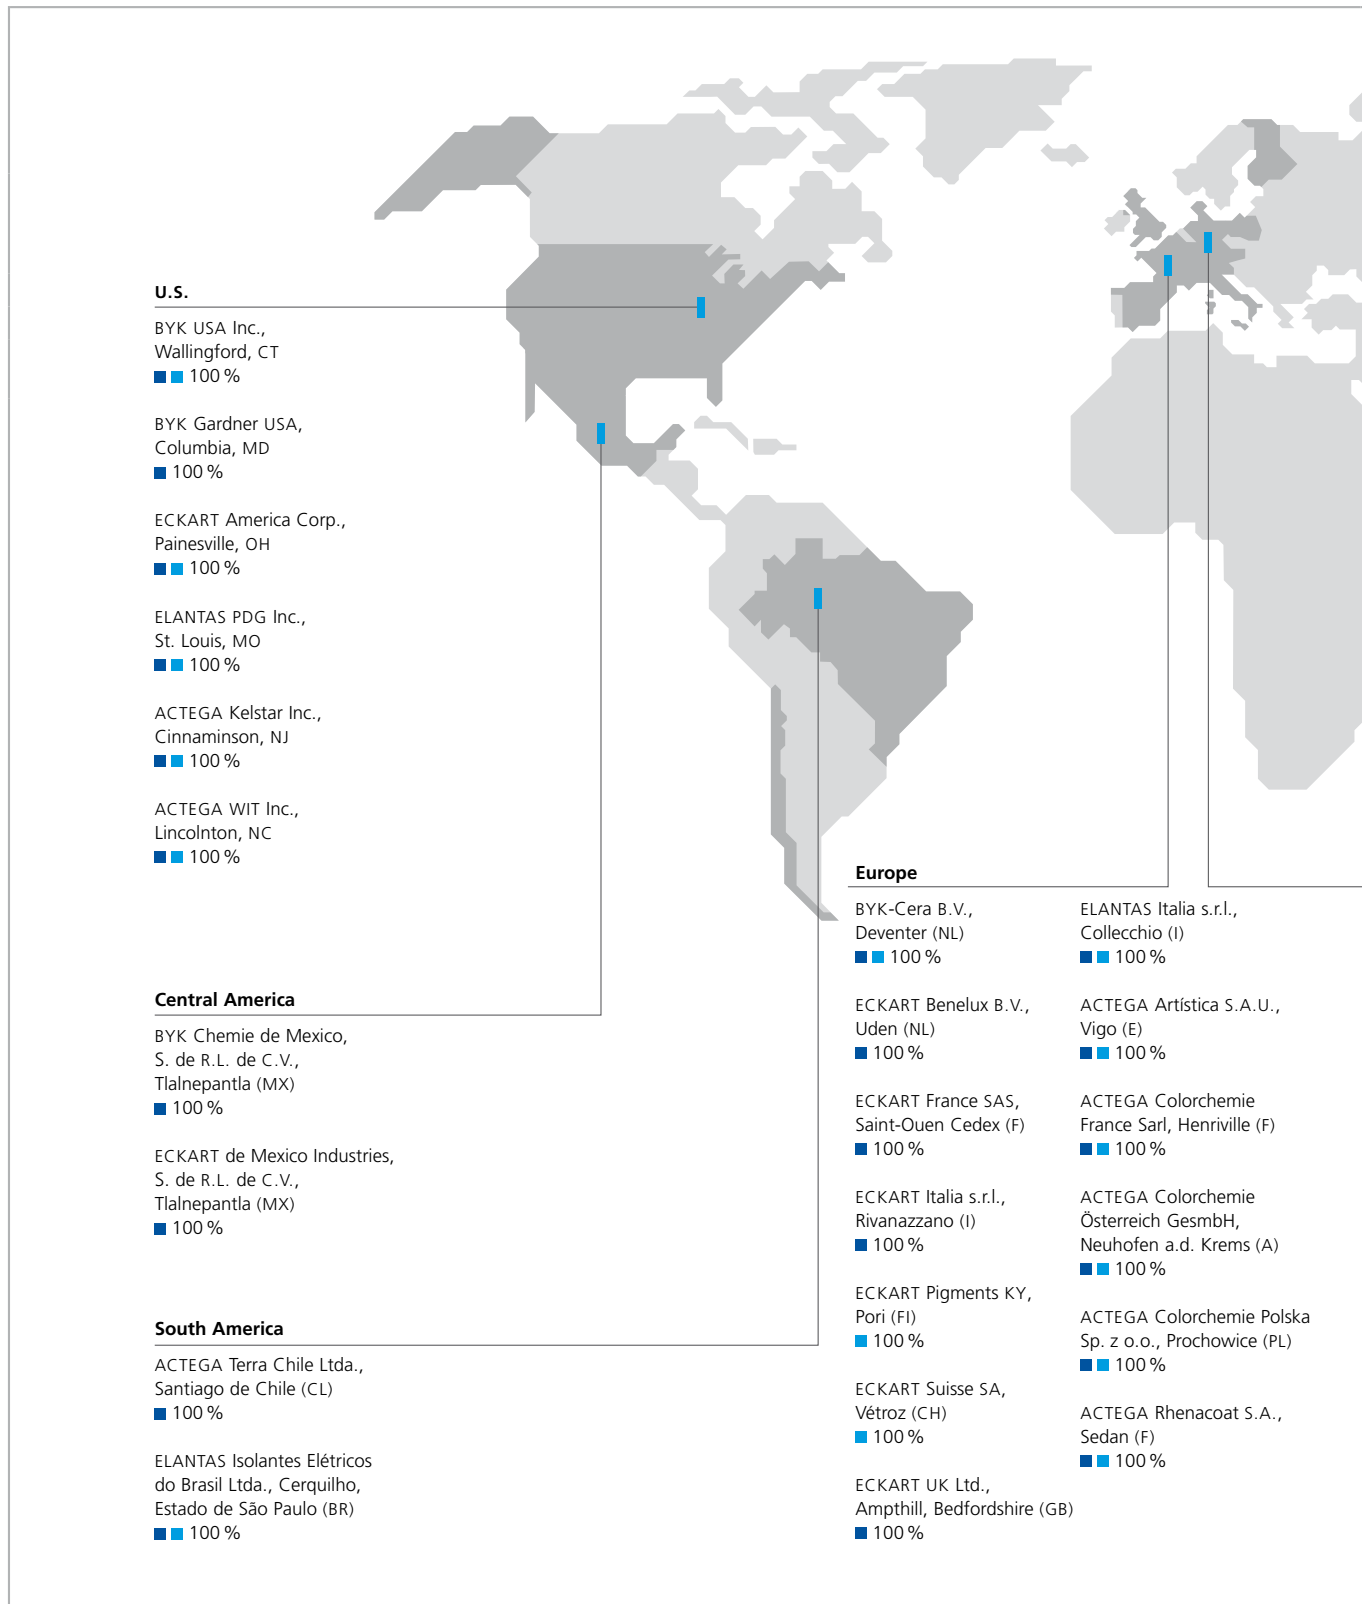 U.S.
BYK USA Inc.,
Wallingford, CT
100 %
BYK Gardner USA,
Columbia, MD
100 %
ECKART America Corp.,
Painesville, OH
100 %
ELANTAS PDG Inc.,
St. Louis, MO
100 %
ACTEGA Kelstar Inc.,
Cinnaminson, NJ
100 %
ACTEGA WIT Inc.,
Lincolnton, NC
100 %
Central America
BYK Chemie de Mexico,
S. de R.L. de C.V.,
Tlalnepantla (MX)
100 %
ECKART de Mexico Industries,
S. de R.L. de C.V.,
Tlalnepantla (MX)
100 %
South America
ACTEGA Terra Chile Ltda.,
Santiago de Chile (CL)
100 %
ELANTAS Isolantes Elétricos
do Brasil Ltda., Cerquilho,
Estado de São Paulo (BR)
100 %
Europe
BYK-Cera B.V.,
Deventer (NL)
100 %
ECKART Benelux B.V.,
Uden (NL)
100 %
ECKART France SAS,
Saint-Ouen Cedex (F)
100 %
ECKART Italia s.r.l.,
Rivanazzano (I)
100 %
ECKART Pigments KY,
Pori (FI)
100 %
ECKART Suisse SA,
Vétroz (CH)
100 %
ECKART UK Ltd.,
Ampthill, Bedfordshire (GB)
100 %
ELANTAS Italia s.r.l.,
Collecchio (I)
100 %
ACTEGA Artística S.A.U.,
Vigo (E)
100 %
ACTEGA Colorchemie
France Sarl, Henriville (F)
100 %
ACTEGA Colorchemie
Österreich GesmbH,
Neuhofen a.d. Krems (A)
100 %
ACTEGA Colorchemie Polska
Sp. z o.o., Prochowice (PL)
100 %
ACTEGA Rhenacoat S.A.,
Sedan (F)
100 %